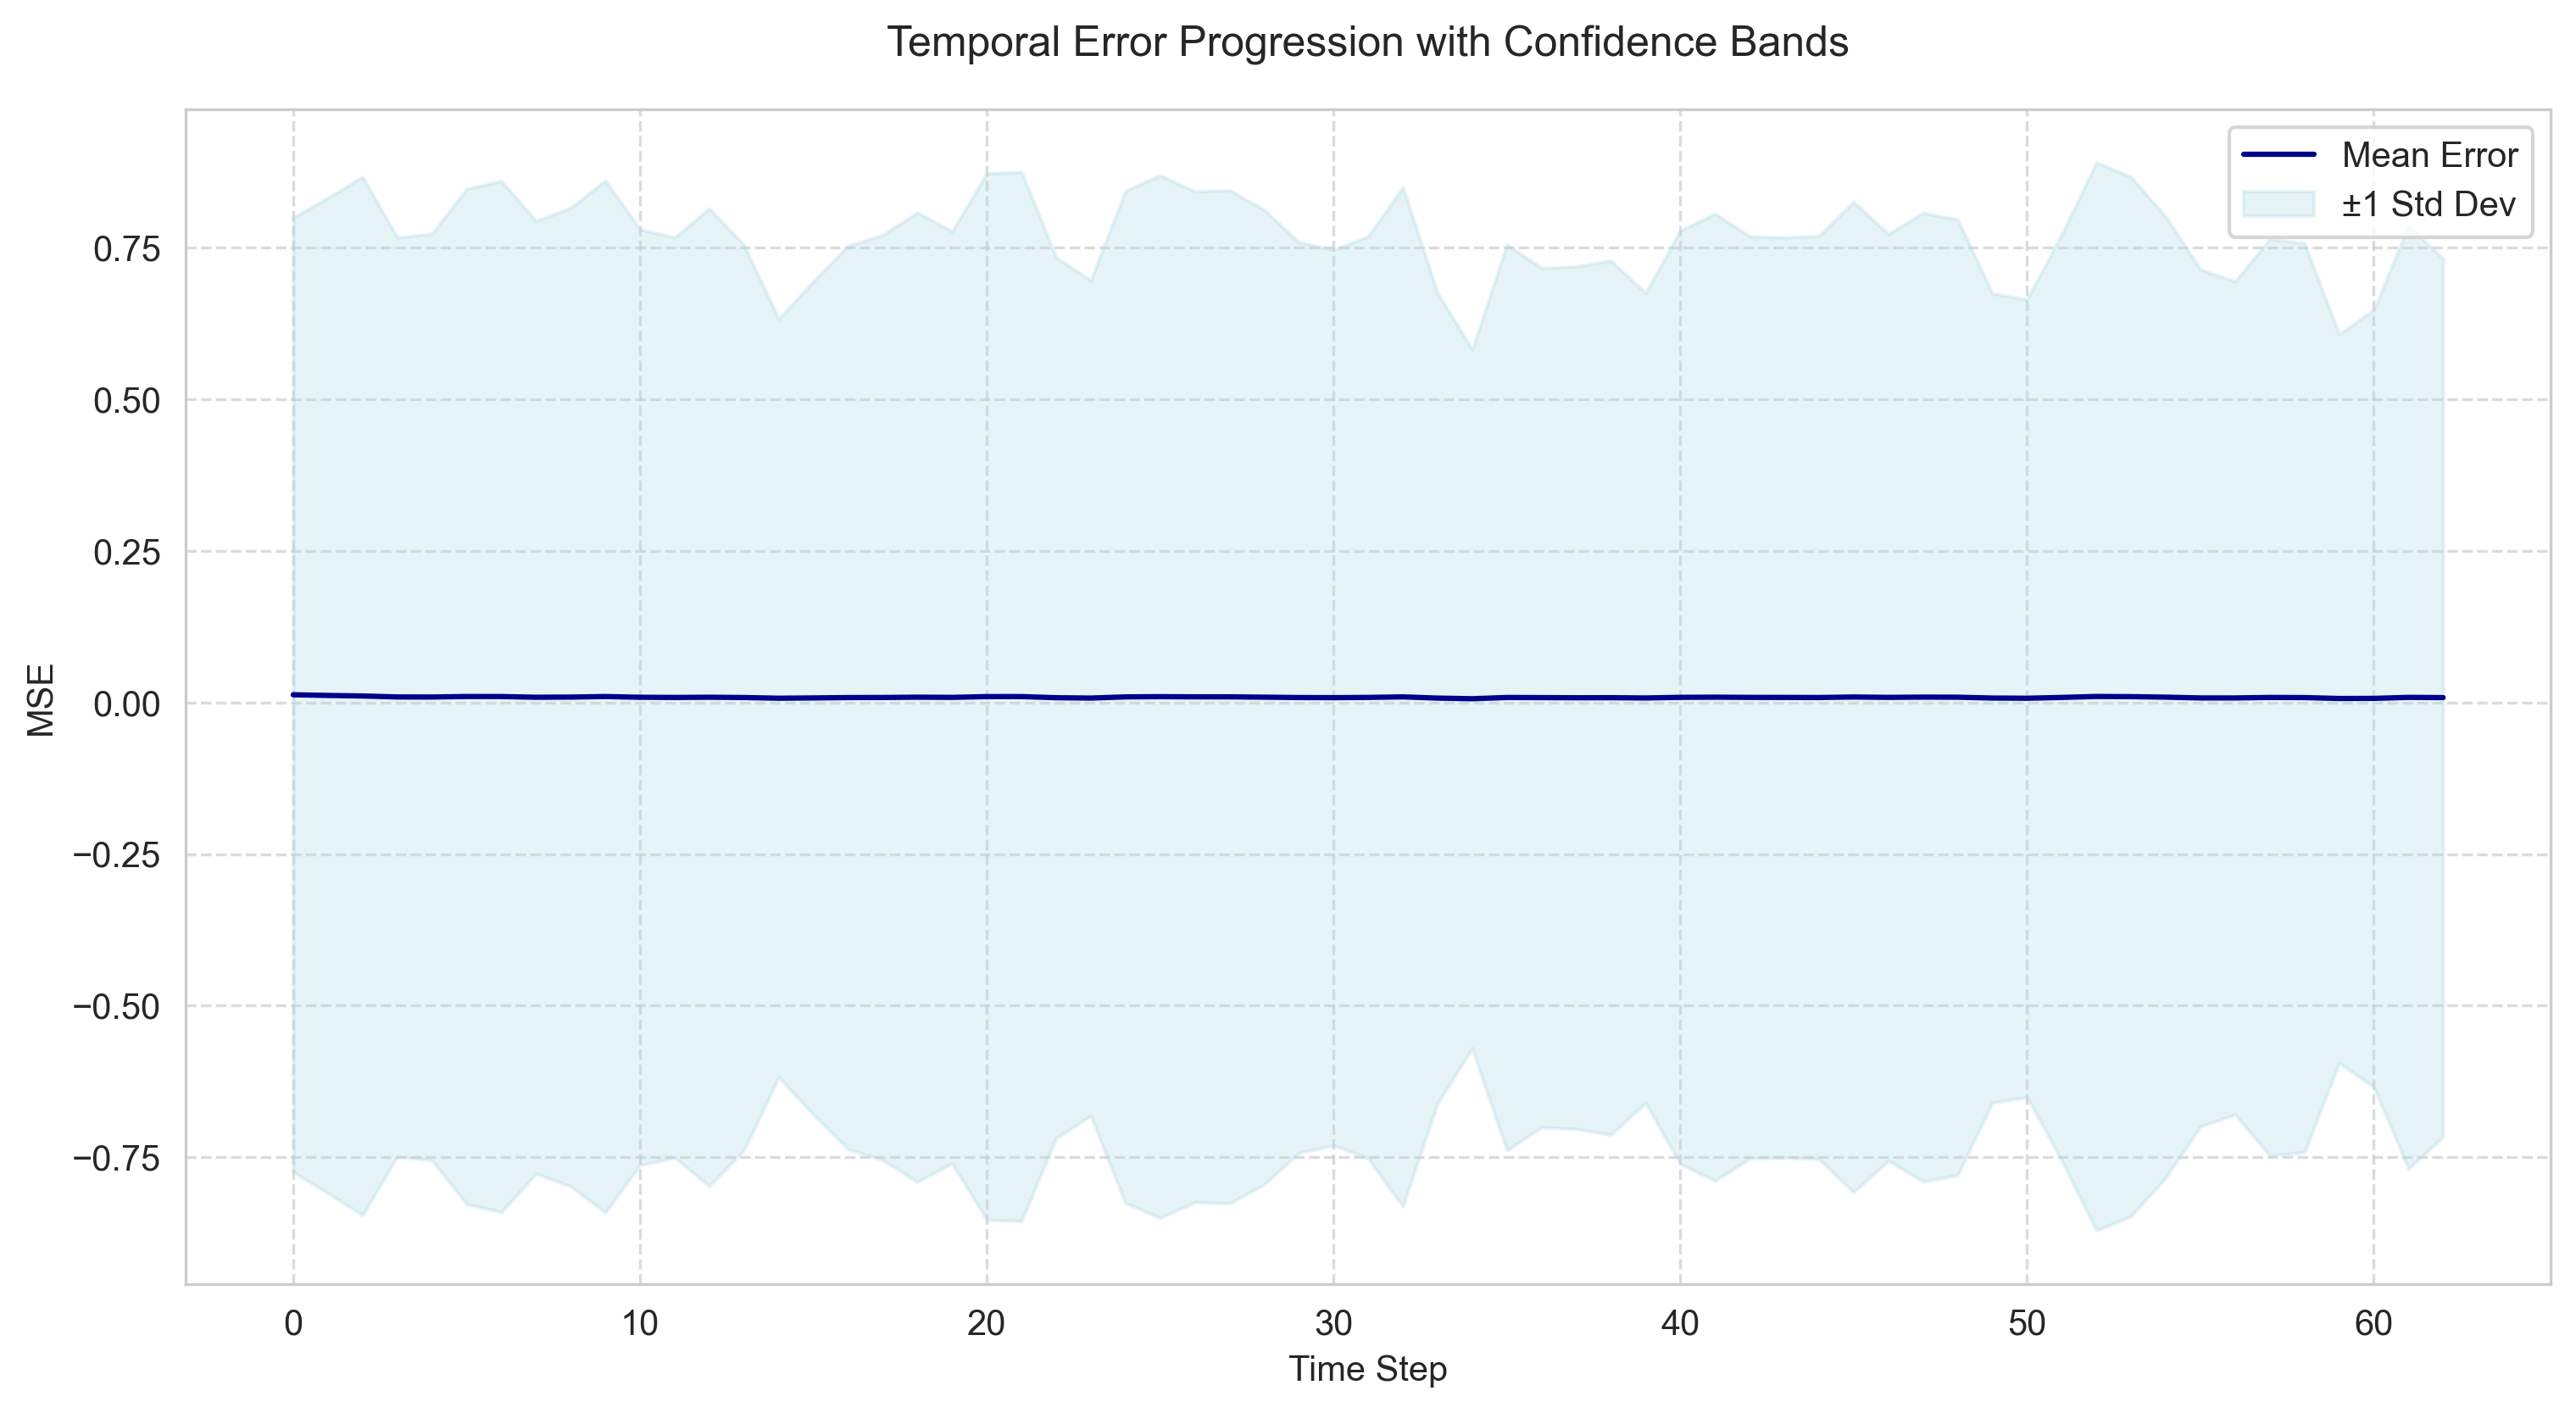 Temporal Error Progression with Confidence Bands
Mean Error
±1 Std Dev
MSE
0.75
0.50
0.25
0.00
−0.25
−0.50
−0.75
0 10 20 30 40 50 60
Time Step